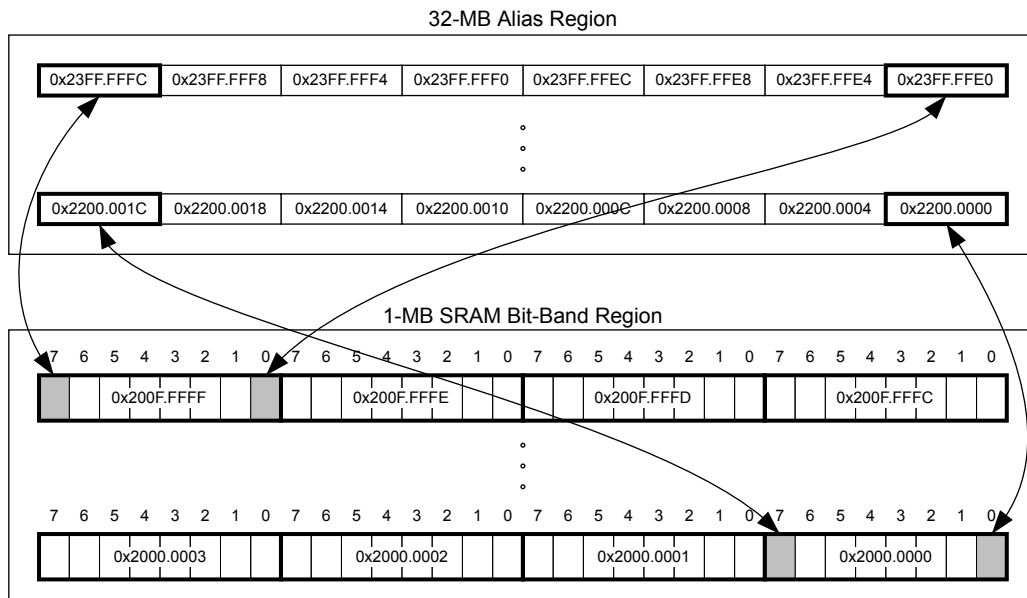 32-MB Alias Region
0x23FF.FFFC 0x23FF.FFF8 0x23FF.FFF4 0x23FF.FFF0 0x23FF.FFEC 0x23FF.FFE8 0x23FF.FFE4 0x23FF.FFE0
0x2200.001C 0x2200.0018 0x2200.0014 0x2200.0010 0x2200.000C 0x2200.0008 0x2200.0004 0x2200.0000
1-MB SRAM Bit-Band Region
7 6 5 4 3 2 1 0 7 6 5 4 3 2 1 0 7 6 5 4 3 2 1 0 7 6 5 4 3 2 1 0
0x200F.FFFF 0x200F.FFFE 0x200F.FFFD 0x200F.FFFC
7 6 5 4 3 2 1 0 7 6 5 4 3 2 1 0 7 6 5 4 3 2 1 0 7 6 5 4 3 2 1 0
0x2000.0003 0x2000.0002 0x2000.0001 0x2000.0000